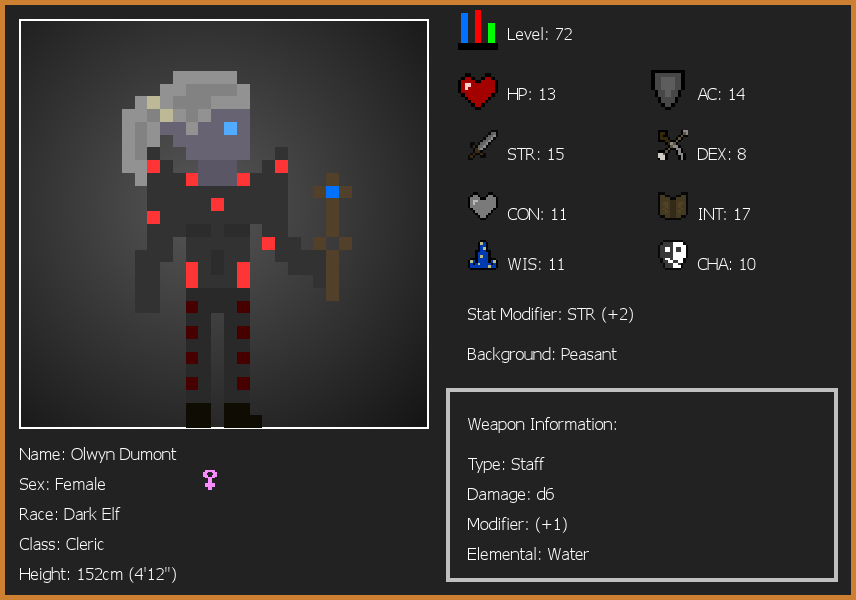 Level: 72
HP: 13
AC: 14
STR: 15
DEX: 8
CON: 11
INT: 17
WIS: 11
CHA: 10
Stat Modifier: STR (+2)
Background: Peasant
Weapon Information:
Type: Staff
Damage: d6
Modifier: (+1)
Elemental: Water
Name: Olwyn Dumont
Sex: Female
Race: Dark Elf
Class: Cleric
Height: 152cm (4'12")